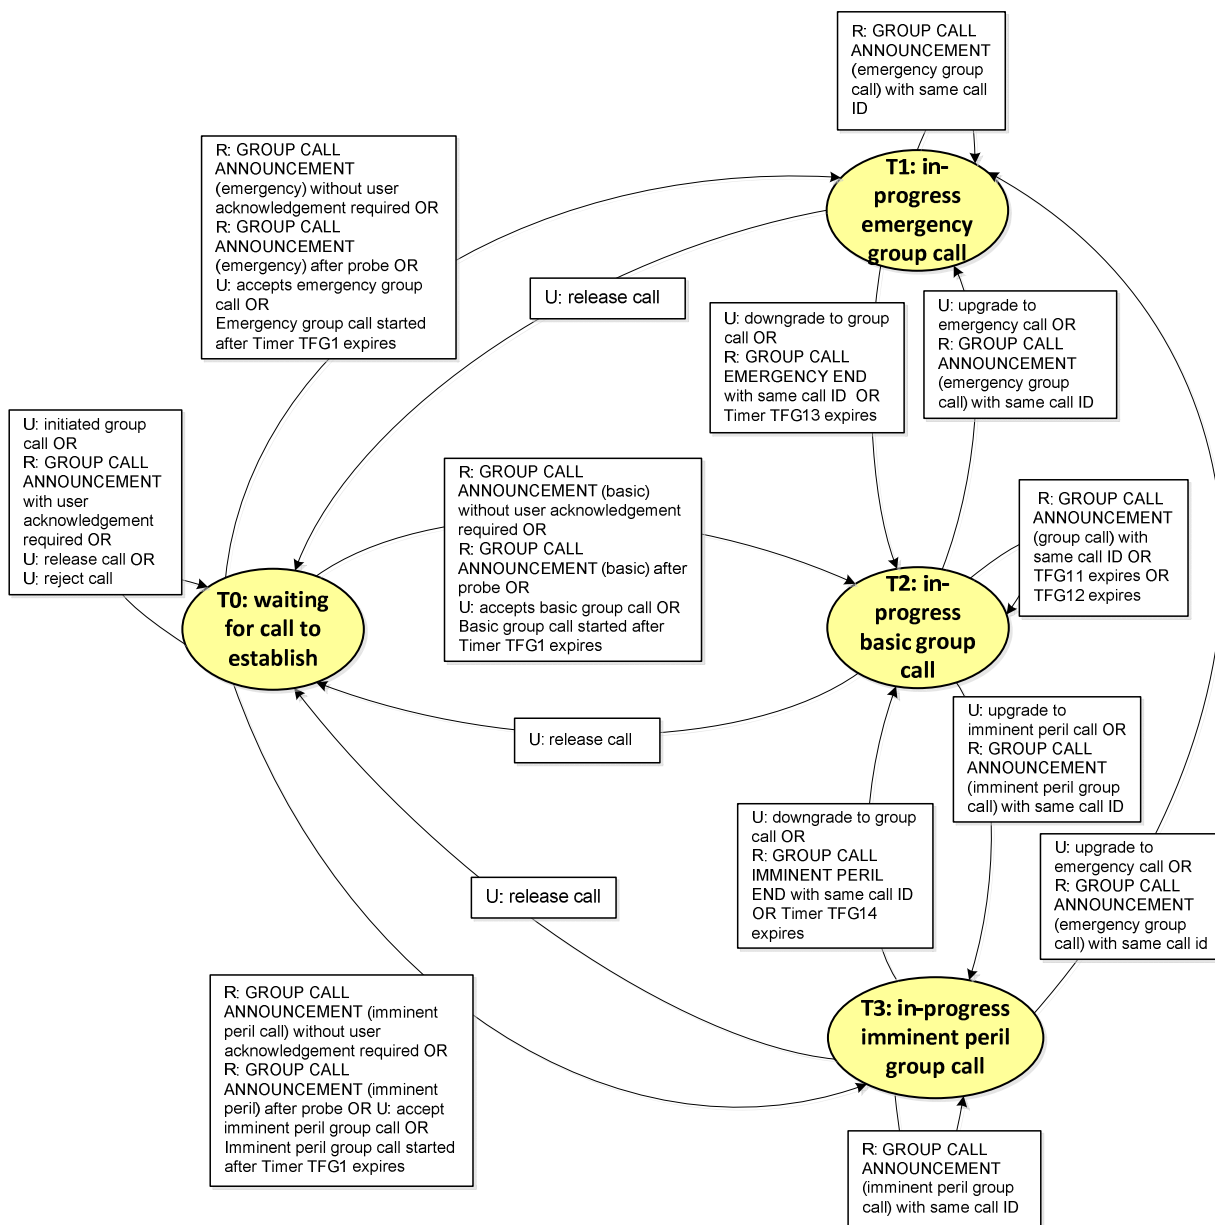 R: GROUP CALL
ANNOUNCEMENT
(emergency group
call) with same call
ID
R: GROUP CALL
ANNOUNCEMENT
(emergency) without user
acknowledgement required OR
R: GROUP CALL
ANNOUNCEMENT
(emergency) after probe OR
U: accepts emergency group
call OR
Emergency group call started
after Timer TFG1 expires
T1: in-
progress
emergency
group call
U: release call
U: downgrade to group
call OR
R: GROUP CALL
EMERGENCY END
with same call ID OR
Timer TFG13 expires
U: upgrade to
emergency call OR
R: GROUP CALL
ANNOUNCEMENT
(emergency group
call) with same call ID
U: initiated group
call OR
R: GROUP CALL
ANNOUNCEMENT
with user
acknowledgement
required OR
U: release call OR
U: reject call
R: GROUP CALL
ANNOUNCEMENT (basic)
without user acknowledgement
required OR
R: GROUP CALL
ANNOUNCEMENT (basic) after
probe OR
U: accepts basic group call OR
Basic group call started after
Timer TFG1 expires
R: GROUP CALL
ANNOUNCEMENT
(group call) with
same call ID OR
TFG11 expires OR
TFG12 expires
T0: waiting
for call to
establish
T2: in-
progress
basic group
call
U: release call
U: upgrade to
imminent peril call OR
R: GROUP CALL
ANNOUNCEMENT
(imminent peril group
call) with same call ID
U: downgrade to group
call OR
R: GROUP CALL
IMMINENT PERIL
END with same call ID
OR Timer TFG14
expires
U: upgrade to
emergency call OR
R: GROUP CALL
ANNOUNCEMENT
(emergency group
call) with same call id
U: release call
R: GROUP CALL
ANNOUNCEMENT (imminent
peril call) without user
acknowledgement required OR
R: GROUP CALL
ANNOUNCEMENT (imminent
peril) after probe OR U: accept
imminent peril group call OR
Imminent peril group call started
after Timer TFG1 expires
T3: in-progress
imminent peril
group call
R: GROUP CALL
ANNOUNCEMENT
(imminent peril group
call) with same call ID